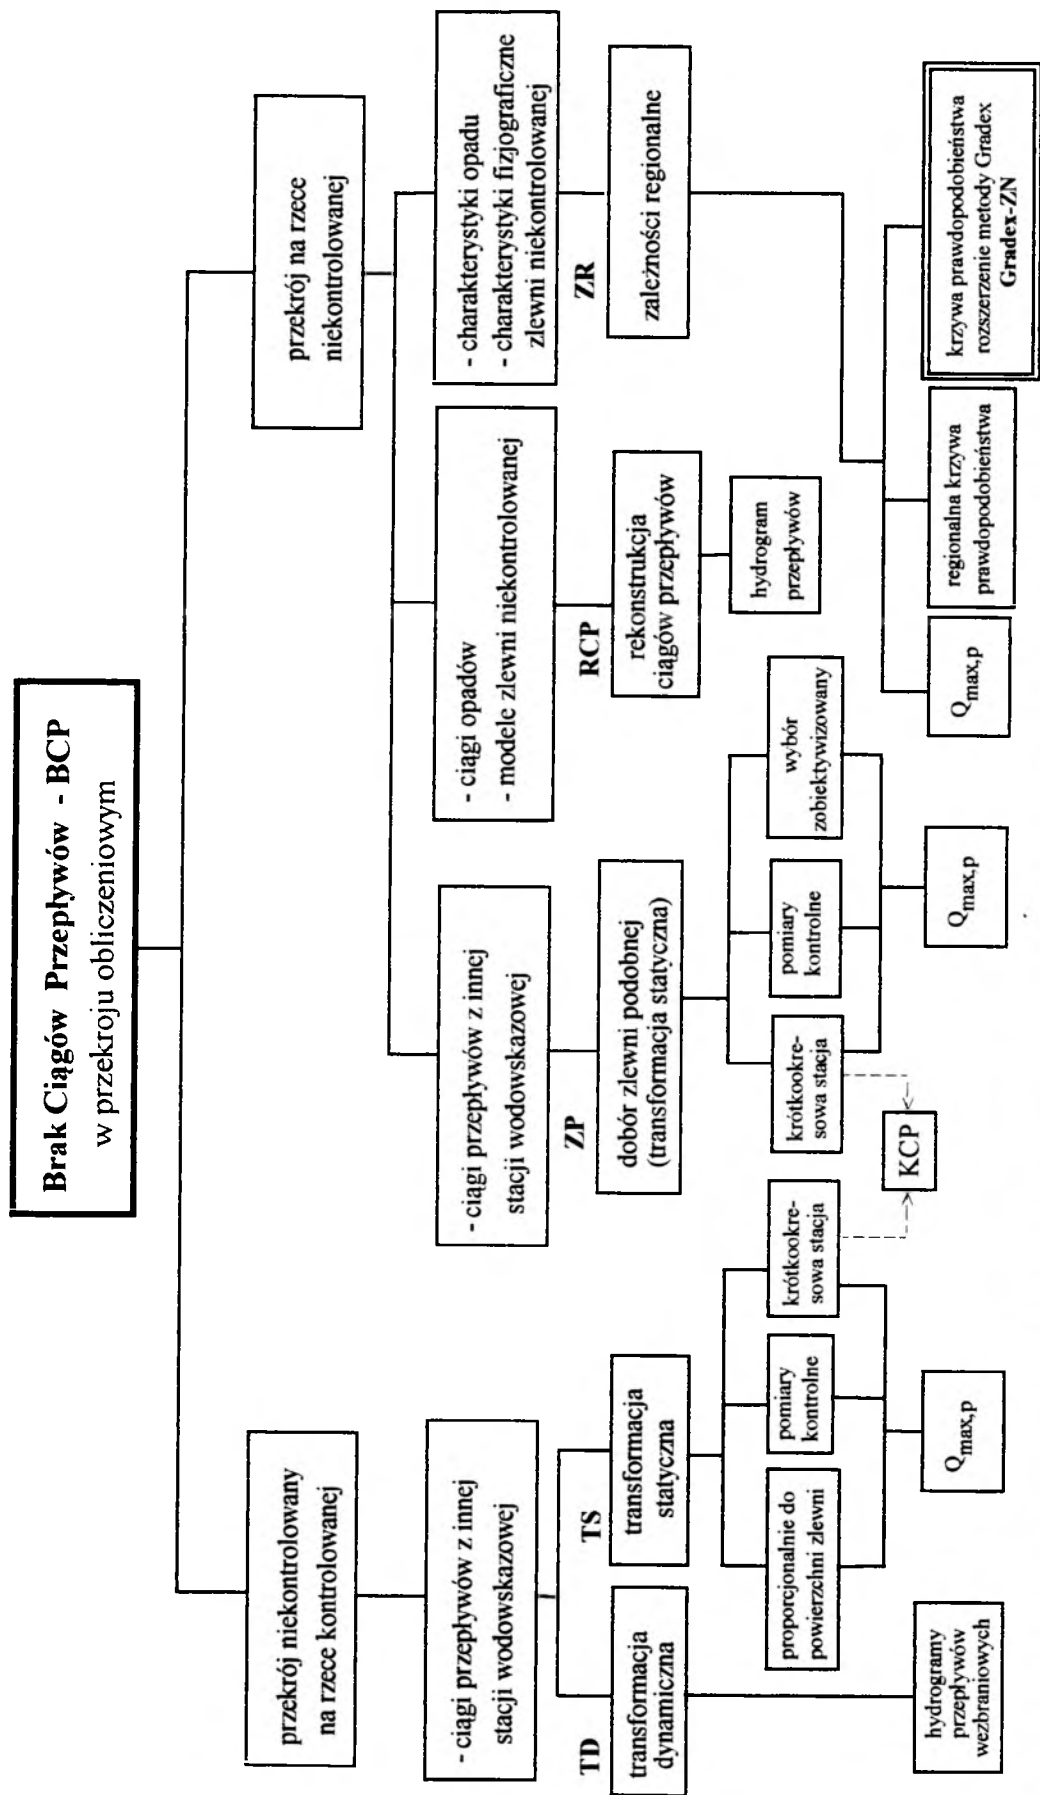 Brak Ciągów Przepływów - BCP
w przekroju obliczeniowym
przekrój niekontrolowany
na rzece kontrolowanej
przekrój na rzece
niekontrolowanej
- ciągi przepływów z innej
stacji wodowskazowej
- ciągi przepływów z innej
stacji wodowskazowej
- ciągi opadów
- modele zlewni niekontrolowanej
- charakterystyki opadu
- charakterystyki fizjograficzne
zlewni niekontrolowanej
TD
TS
ZP
RCP
ZR
transformacja
dynamiczna
transformacja
statyczna
dobór zlewni podobnej
(transformacja statyczna)
rekonstrukcja
ciągów przepływów
zależności regionalne
proporcjonalnie do
powierzchni zlewni
pomiary
kontrolne
krótkookre-
sowa stacja
krótkookre-
sowa stacja
pomiary
kontrolne
wybór
zobiektywizowany
hydrogram
przepływów
KCP
hydrogramy
przepływów
wezbraniowych
Qmax,p
Qmax,p
Qmax,p
regionalna krzywa
prawdopodobieństwa
krzywa prawdopodobieństwa
rozszerzenie metody Gradex
Gradex-ZN